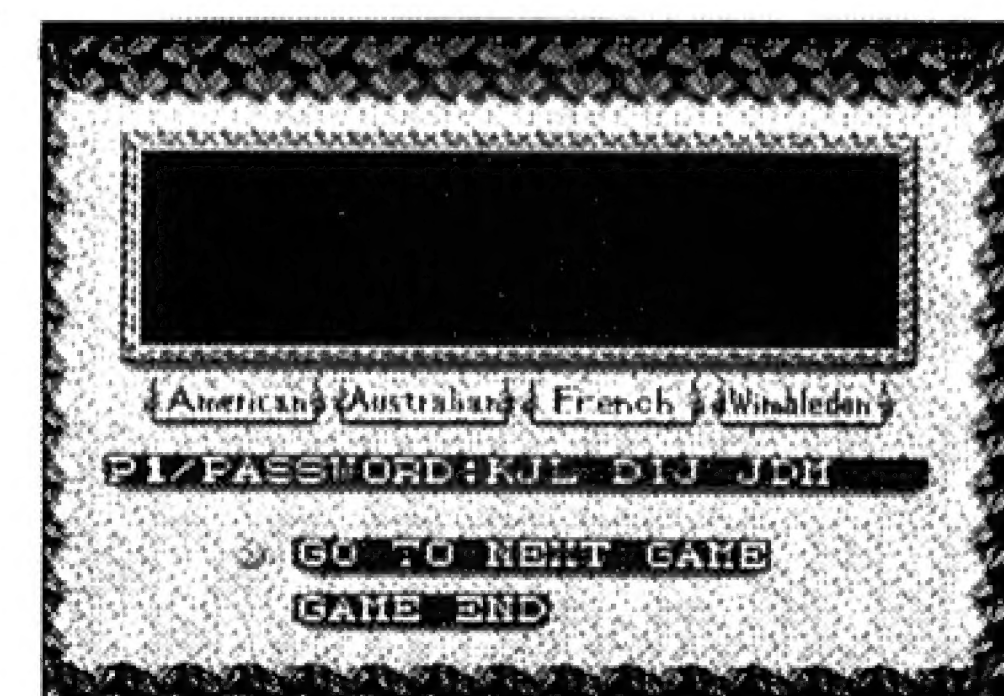 American Australian French Wimbledon
P1/PASSWORD:KJL DIJ JDM
GO TO NEXT GAME
GAME END